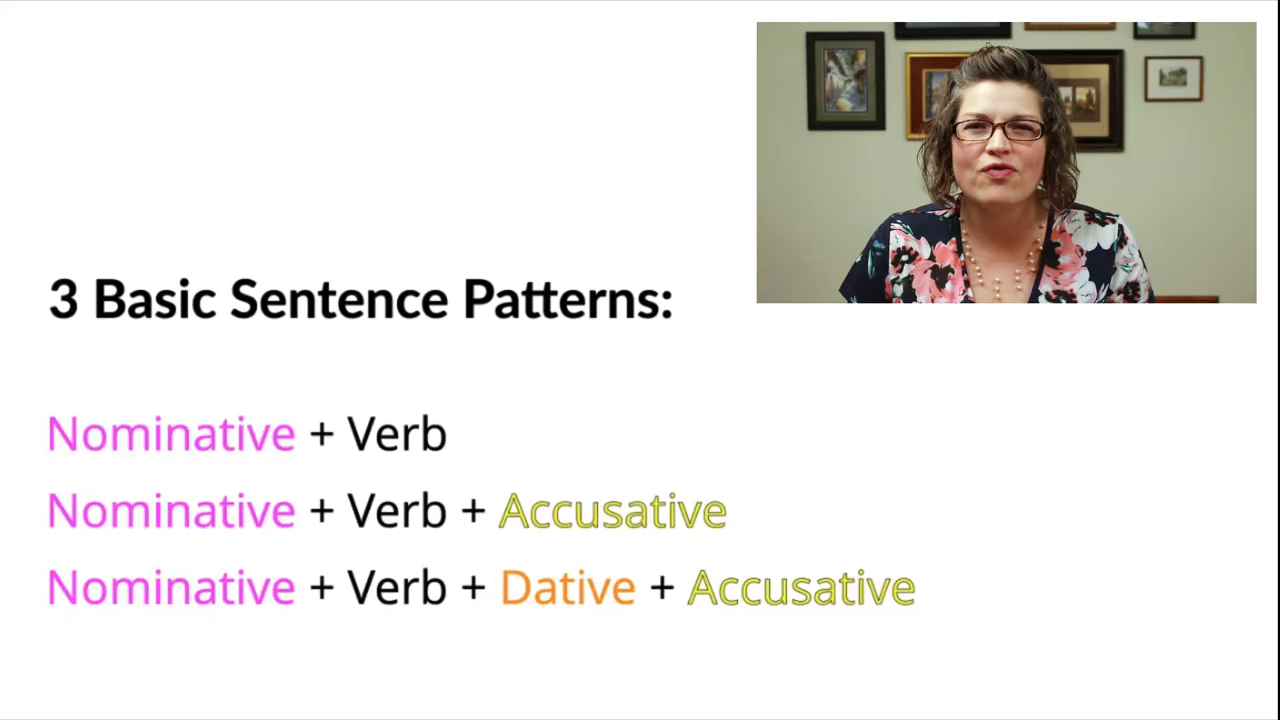 3 Basic Sentence Patterns:
Nominative + Verb
Nominative + Verb + Accusative
Nominative + Verb + Dative + Accusative